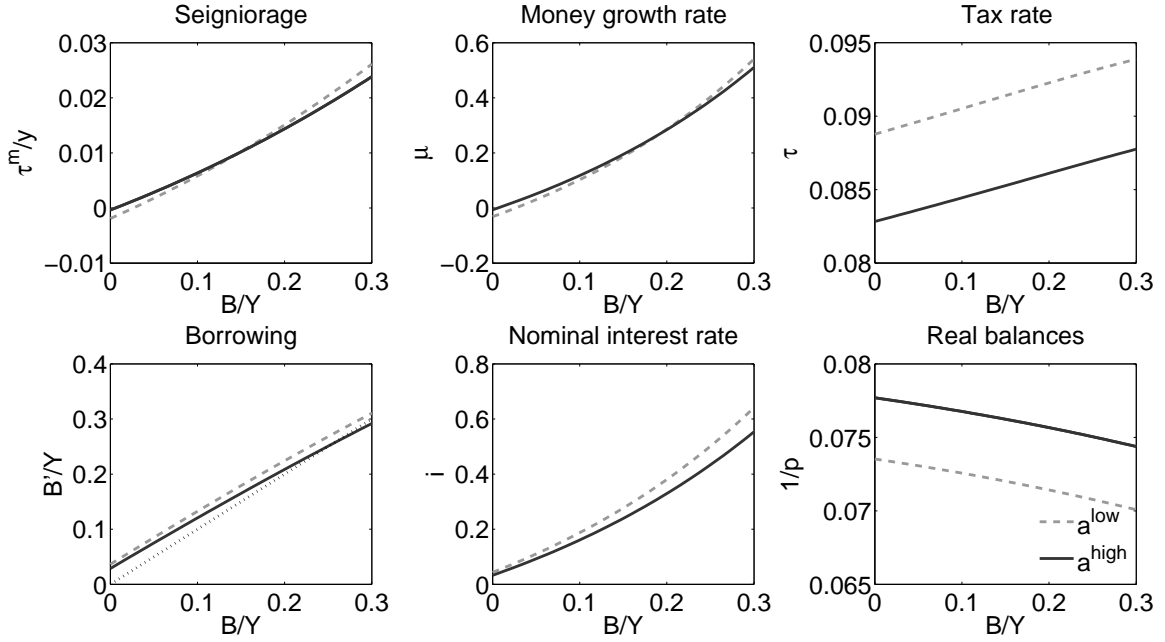 Seigniorage
0.03
0.02
0.01
0
−0.01
τᵐ/y
0 0.1 0.2 0.3
B/Y
Money growth rate
0.6
0.4
0.2
0
−0.2
μ
0 0.1 0.2 0.3
B/Y
Tax rate
0.095
0.09
0.085
0.08
τ
0 0.1 0.2 0.3
B/Y
Borrowing
0.4
0.3
0.2
0.1
0
B'/Y
0 0.1 0.2 0.3
B/Y
Nominal interest rate
0.8
0.6
0.4
0.2
0
i
0 0.1 0.2 0.3
B/Y
Real balances
0.08
0.075
0.07
0.065
1/p
a^low
a^high
0 0.1 0.2 0.3
B/Y